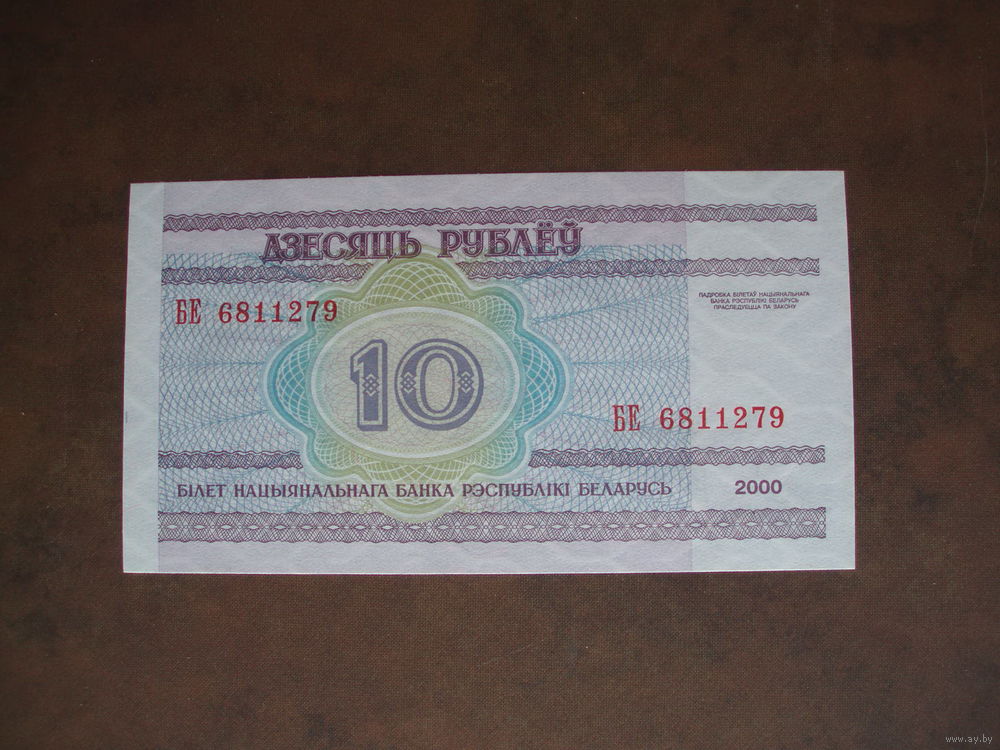 ДЗЕСЯЦЬ РУБЛЁЎ
БЕ 6811279
ПАДРОБКА БІЛЕТАЎ НАЦЫЯНАЛЬНАГА
БАНКА РЭСПУБЛІКІ БЕЛАРУСЬ
ПРАСЛЕДУЕЦЦА ПА ЗАКОНУ
10
БЕ 6811279
БІЛЕТ НАЦЫЯНАЛЬНАГА БАНКА РЭСПУБЛІКІ БЕЛАРУСЬ 2000
www.ay.by